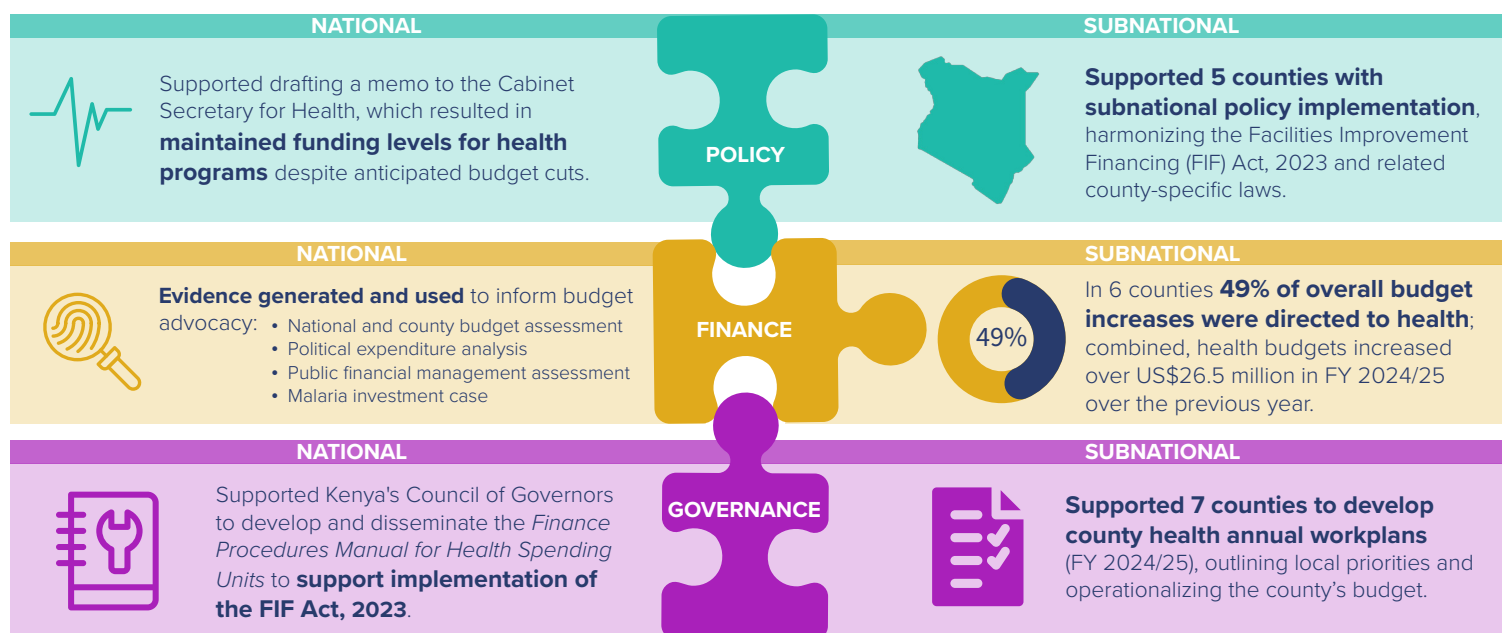 NATIONAL
Supported drafting a memo to the Cabinet
Secretary for Health, which resulted in
maintained funding levels for health
programs despite anticipated budget cuts.
POLICY
SUBNATIONAL
Supported 5 counties with
subnational policy implementation,
harmonizing the Facilities Improvement
Financing (FIF) Act, 2023 and related
county-specific laws.
NATIONAL
Evidence generated and used to inform budget
advocacy:
• National and county budget assessment
• Political expenditure analysis
• Public financial management assessment
• Malaria investment case
FINANCE
SUBNATIONAL
49%
In 6 counties 49% of overall budget
increases were directed to health;
combined, health budgets increased
over US$26.5 million in FY 2024/25
over the previous year.
NATIONAL
Supported Kenya's Council of Governors
to develop and disseminate the Finance
Procedures Manual for Health Spending
Units to support implementation of
the FIF Act, 2023.
GOVERNANCE
SUBNATIONAL
Supported 7 counties to develop
county health annual workplans
(FY 2024/25), outlining local priorities and
operationalizing the county’s budget.